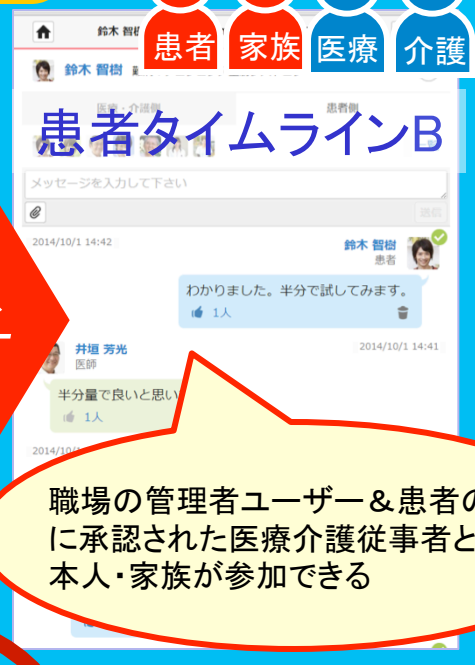 患者 家族 医療 介護
鈴木 智樹
医療・介護側 患者側
患者タイムラインB
メッセージを入力して下さい
送信
2014/10/1 14:42
鈴木 智樹
患者
わかりました。半分で試してみます。
1人
井垣 芳光
医師
2014/10/1 14:41
半分量で良いと思い
1人
職場の管理者ユーザー＆患者の
に承認された医療介護従事者と
本人・家族が参加できる